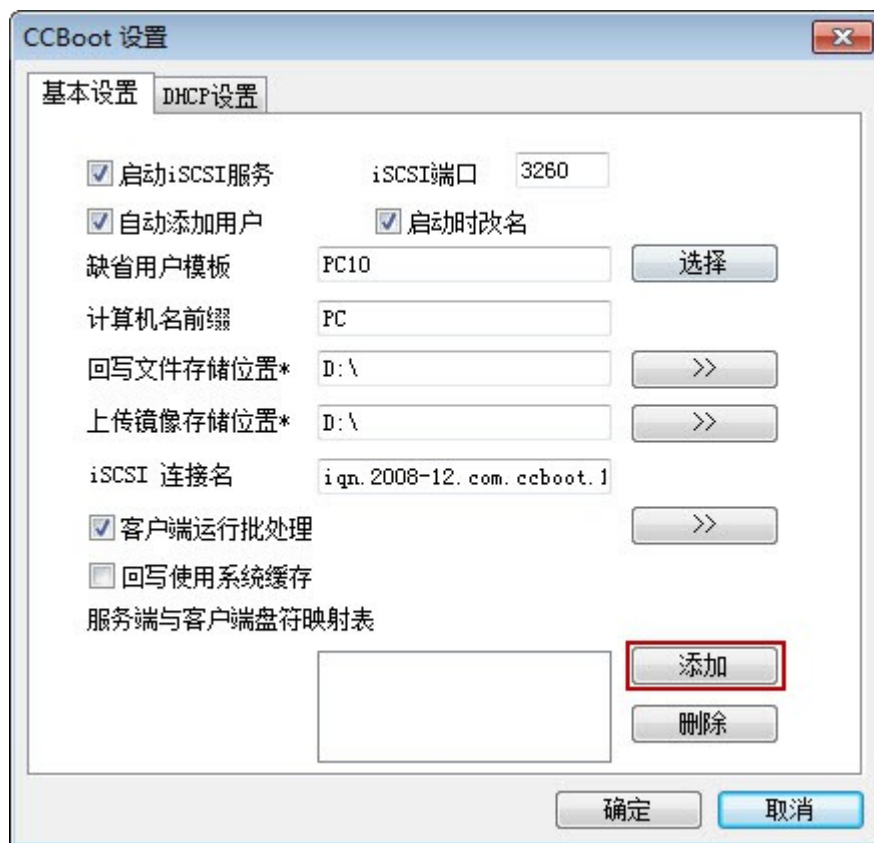 CCBoot 设置
基本设置 DHCP设置
启动iSCSI服务 iSCSI端口 3260
自动添加用户 启动时改名
缺省用户模板 PC10 选择
计算机名前缀 PC
回写文件存储位置* D:\ >>
上传镜像存储位置* D:\ >>
iSCSI 连接名 iqn.2008-12.com.ccboot.1
客户端运行批处理 >>
回写使用系统缓存
服务端与客户端盘符映射表
添加
删除
确定 取消